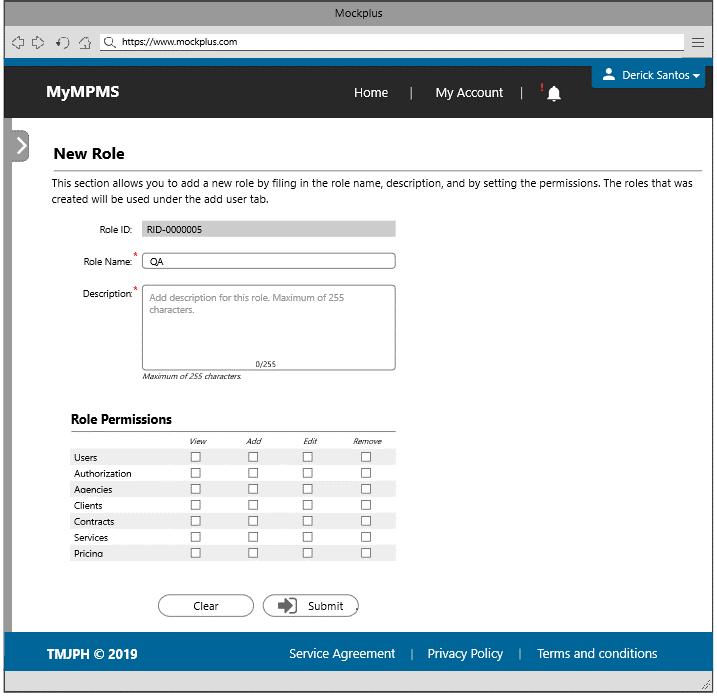 Mockplus
https://www.mockplus.com
Derick Santos
MyMPMS
Home | My Account | !
New Role
This section allows you to add a new role by filing in the role name, description, and by setting the permissions. The roles that was
created will be used under the add user tab.
Role ID: RID-0000005
Role Name:* QA
Description:* Add description for this role. Maximum of 255
characters.
0/255
Maximum of 255 characters.
Role Permissions
View Add Edit Remove
Users
Authorization
Agencies
Clients
Contracts
Services
Pricing
Clear Submit
TMJPH © 2019 Service Agreement | Privacy Policy | Terms and conditions